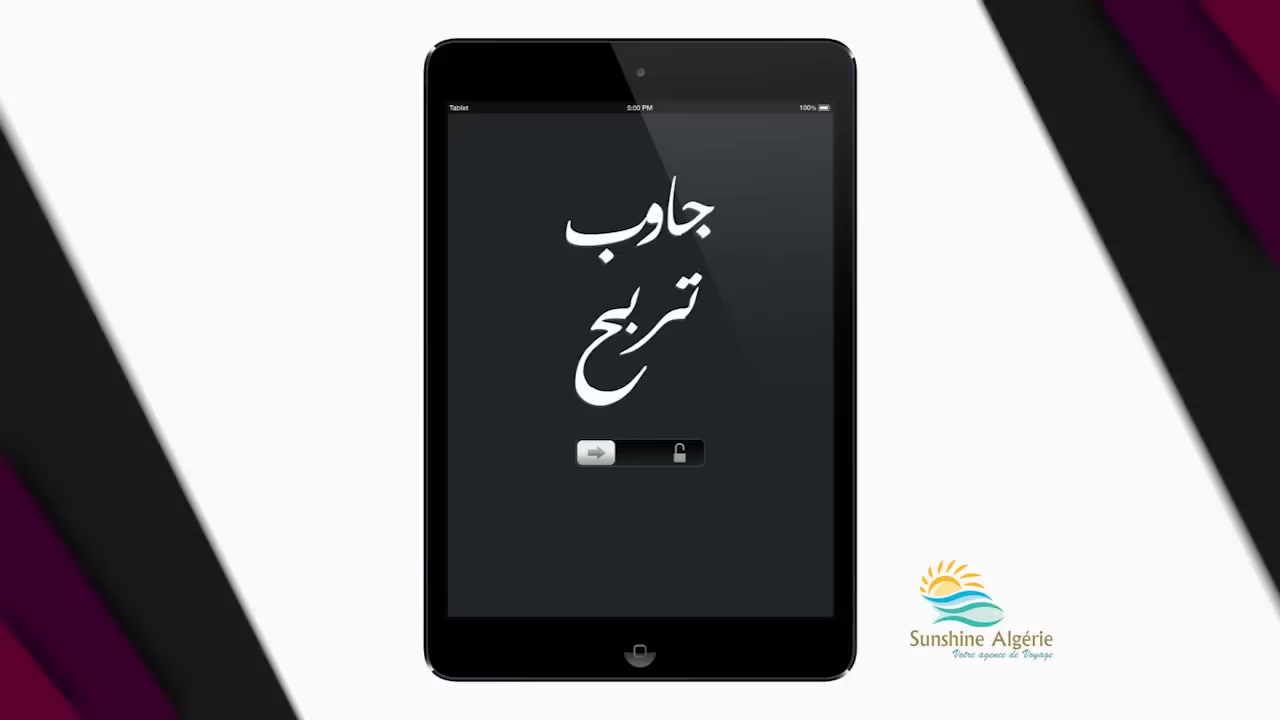 Tablet 5:00 PM 100%
جاوب
تربح
Sunshine Algérie
Votre agence de Voyage